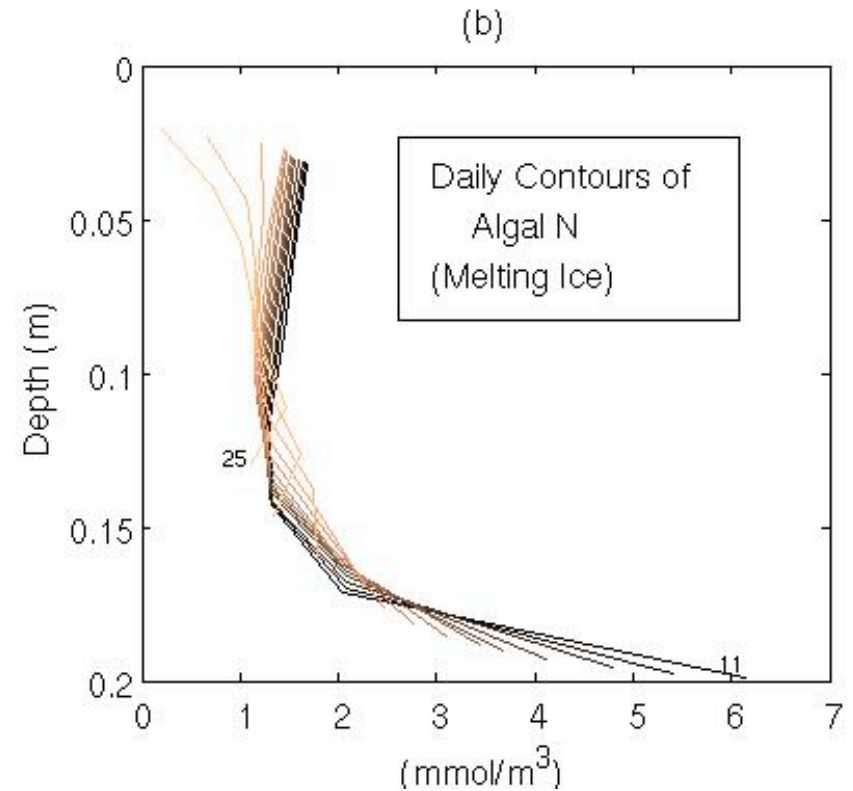 (b)
0
Daily Contours of
Algal N
(Melting Ice)
0.05
0.1
Depth (m)
25
0.15
11
0.2
0 1 2 3 4 5 6 7
(mmol/m³)